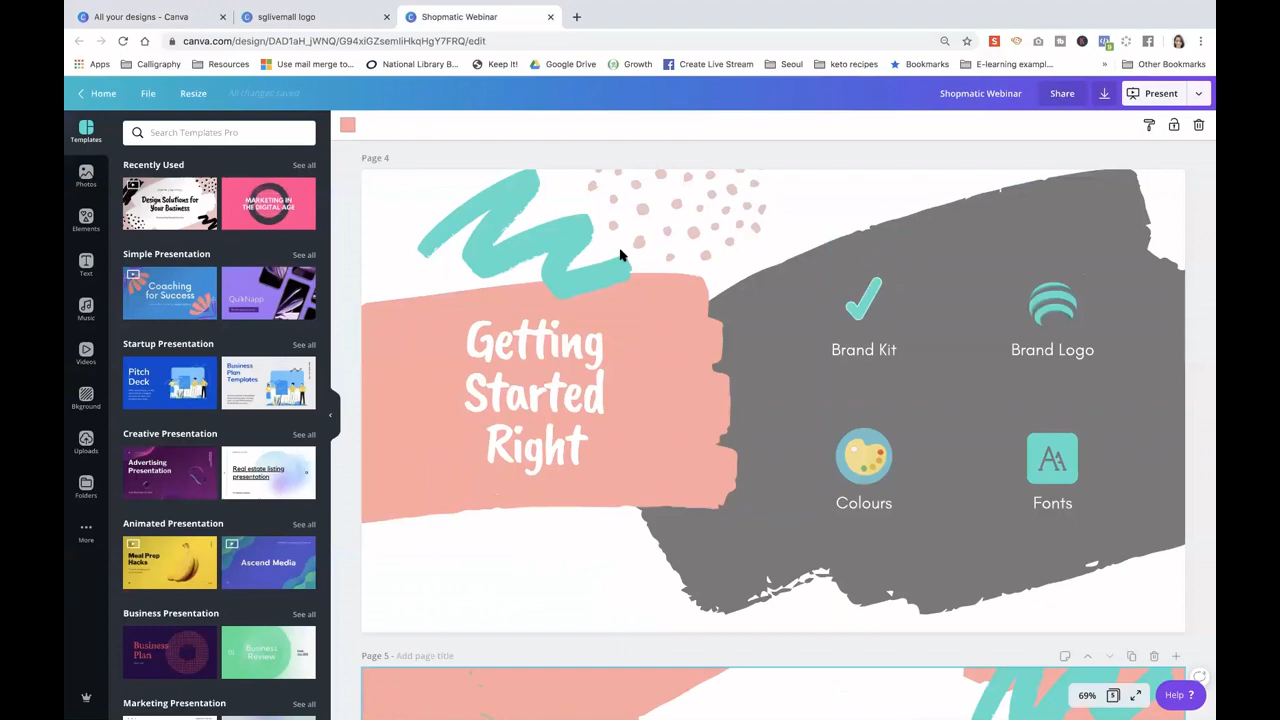 All your designs - Canva
sglivemall logo
Shopmatic Webinar
canva.com/design/DAD1aH_jWNQ/G94xiGZsemIiHkqHgY7FRQ/edit
Apps
Calligraphy
Resources
Use mail merge to...
National Library B...
Keep It!
Google Drive
Growth
Create Live Stream
Seoul
keto recipes
Bookmarks
E-learning exampl...
»
Other Bookmarks
Home
File
Resize
All changes saved
Shopmatic Webinar
Share
Present
Templates
Photos
Elements
Text
Music
Videos
Bkground
Uploads
Folders
More
Search Templates Pro
Recently Used
See all
Design Solutions for
Your Business
MARKETING IN
THE DIGITAL AGE
Simple Presentation
See all
Coaching
for Success
QuikNapp
Startup Presentation
See all
Pitch
Deck
Business
Plan
Templates
Creative Presentation
See all
Advertising
Presentation
Real estate listing
presentation
Animated Presentation
See all
Meal Prep
Hacks
Ascend Media
Business Presentation
See all
Business
Plan
Business
Review
Marketing Presentation
See all
Page 4
Getting
Started
Right
Brand Kit
Brand Logo
Colours
Fonts
Page 5 - Add page title
69%
5
Help ?